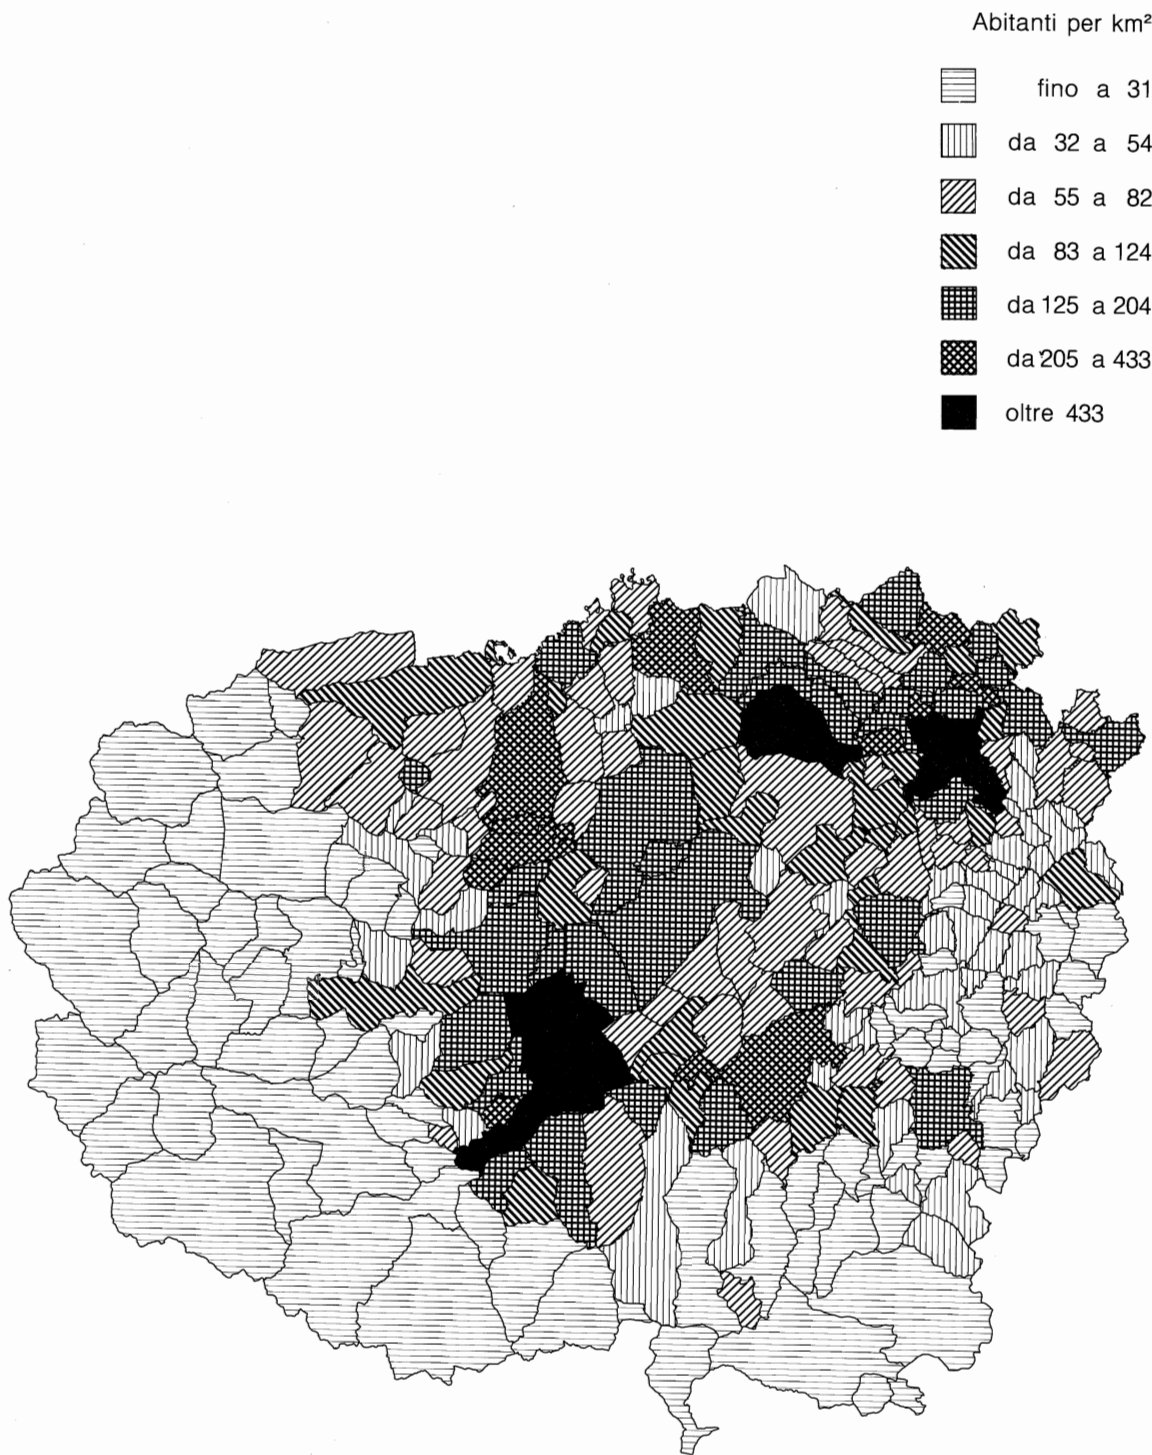 Abitanti per km²
fino a 31
da 32 a 54
da 55 a 82
da 83 a 124
da 125 a 204
da 205 a 433
oltre 433